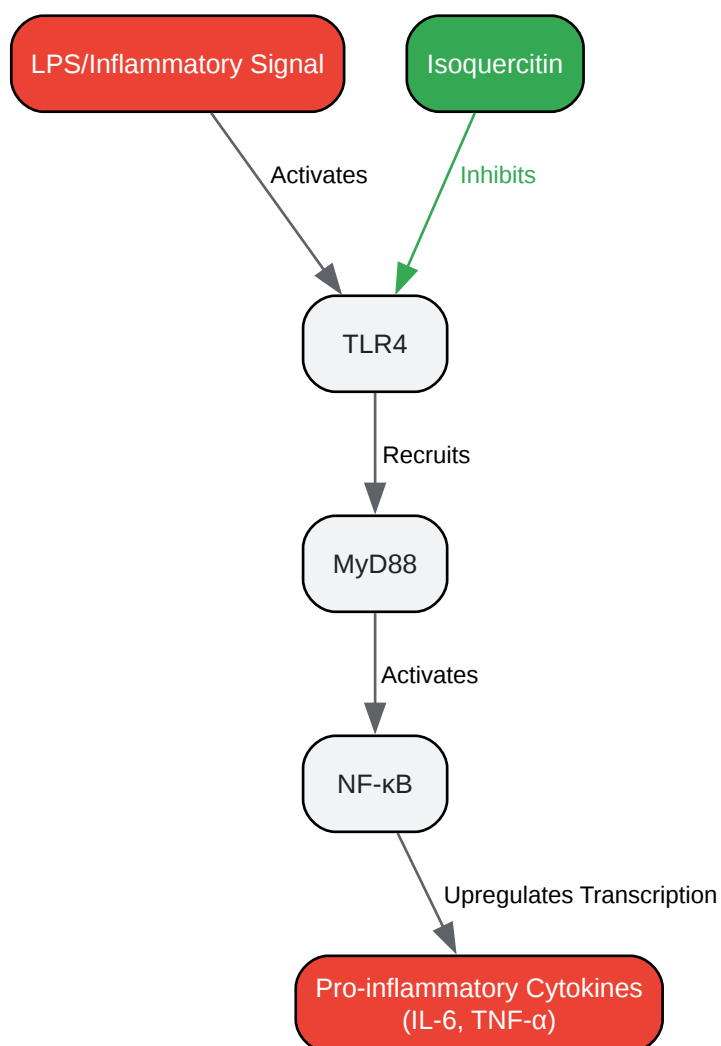 LPS/Inflammatory Signal
Isoquercitin
Activates
Inhibits
TLR4
Recruits
MyD88
Activates
NF-κB
Upregulates Transcription
Pro-inflammatory Cytokines
(IL-6, TNF-α)